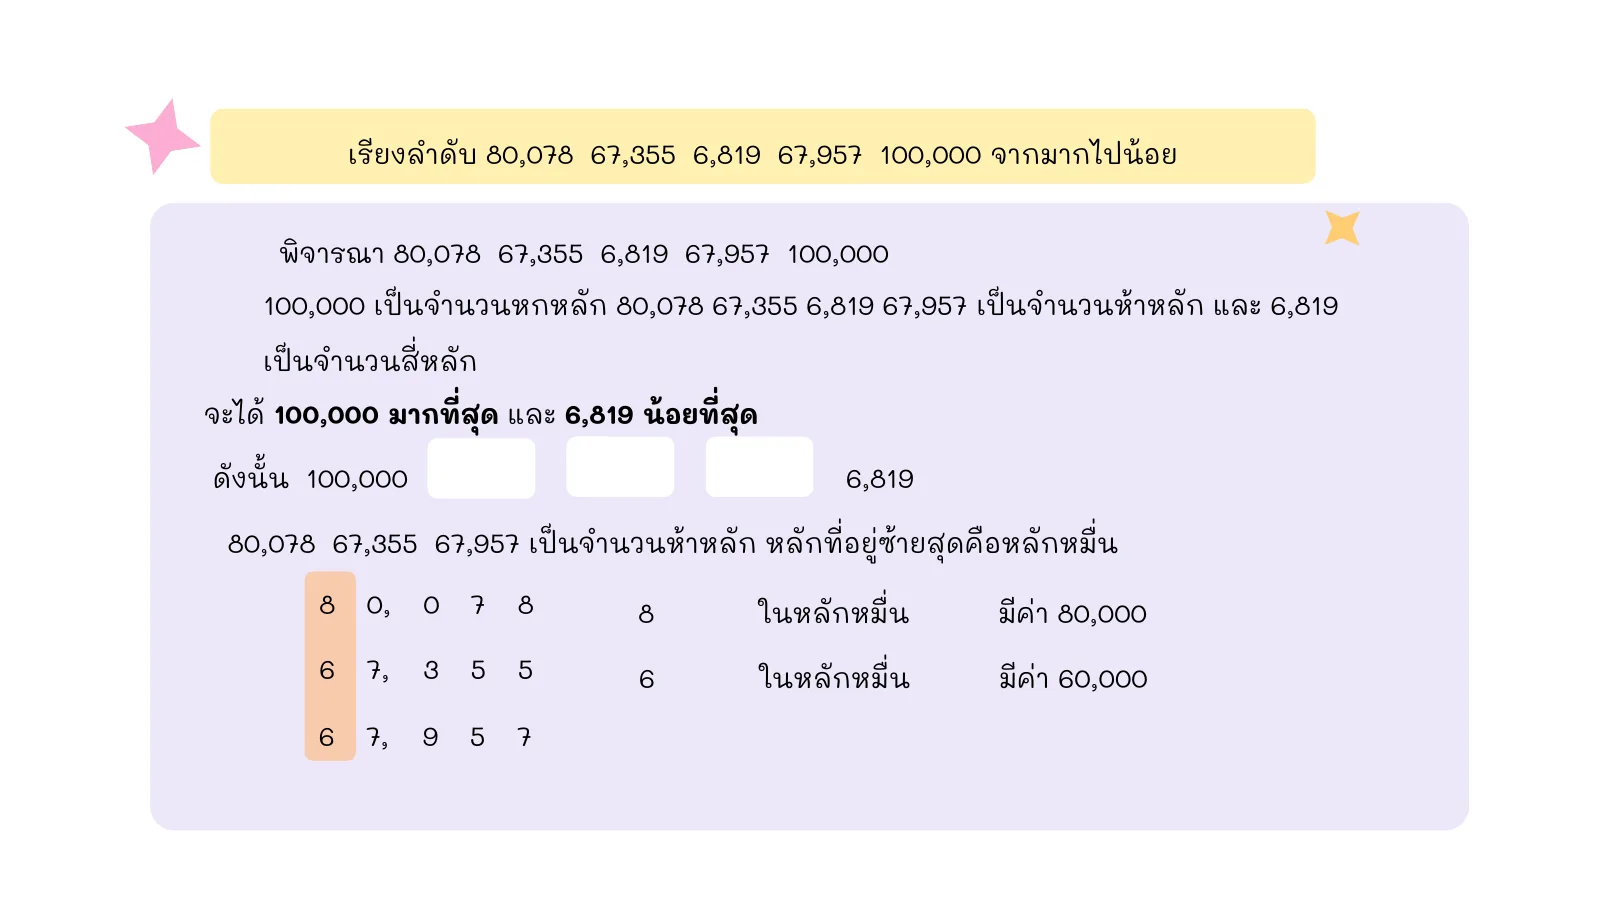 เรียงลำดับ 80,078 67,355 6,819 67,957 100,000 จากมากไปน้อย
พิจารณา 80,078 67,355 6,819 67,957 100,000
100,000 เป็นจำนวนหกหลัก 80,078 67,355 6,819 67,957 เป็นจำนวนห้าหลัก และ 6,819
เป็นจำนวนสี่หลัก
จะได้ 100,000 มากที่สุด และ 6,819 น้อยที่สุด
ดังนั้น 100,000 6,819
80,078 67,355 67,957 เป็นจำนวนห้าหลัก หลักที่อยู่ซ้ายสุดคือหลักหมื่น
8 0, 0 7 8 8 ในหลักหมื่น มีค่า 80,000
6 7, 3 5 5 6 ในหลักหมื่น มีค่า 60,000
6 7, 9 5 7